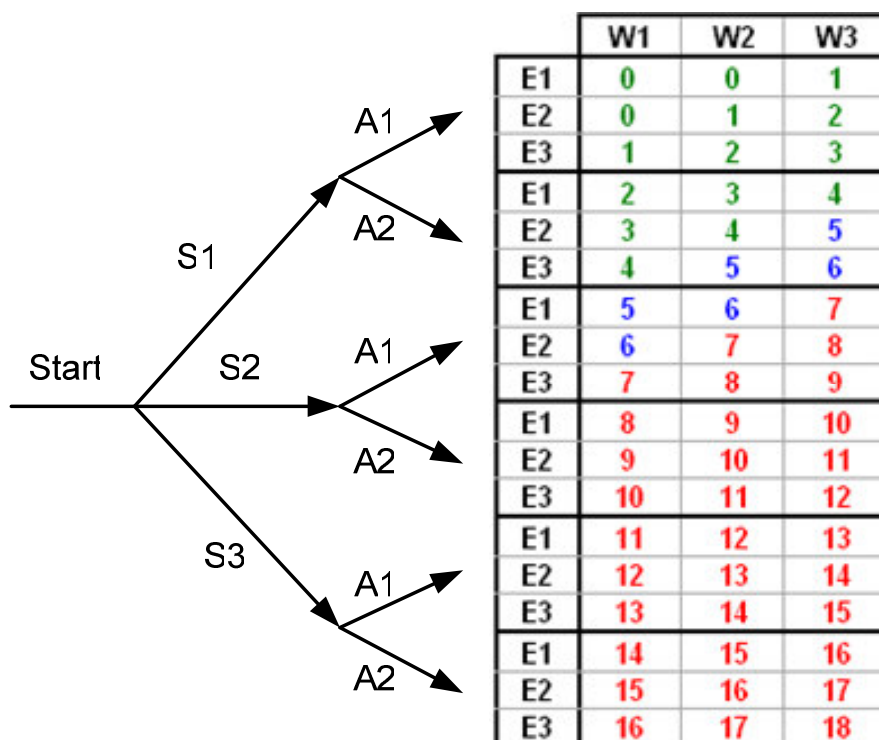 W1 W2 W3
E1 0 0 1
A1
E2 0 1 2
E3 1 2 3
E1 2 3 4
A2
E2 3 4 5
S1
E3 4 5 6
E1 5 6 7
A1
E2 6 7 8
Start
S2
E3 7 8 9
E1 8 9 10
A2
E2 9 10 11
E3 10 11 12
S3
E1 11 12 13
A1
E2 12 13 14
E3 13 14 15
E1 14 15 16
A2
E2 15 16 17
E3 16 17 18